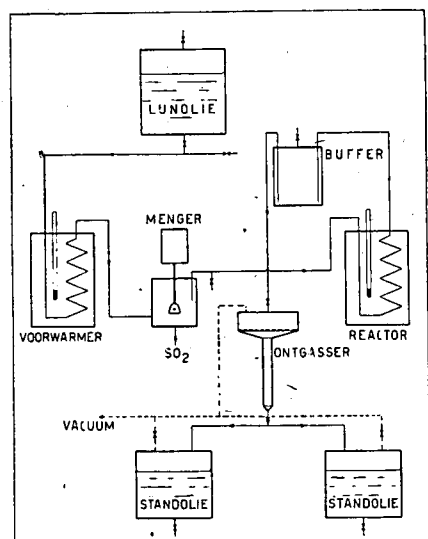 LIJNOLIE
BUFFER
MENGER
VOORWARMER
SO2
ONTGASSER
REACTOR
VACUUM
STANDOLIE
STANDOLIE